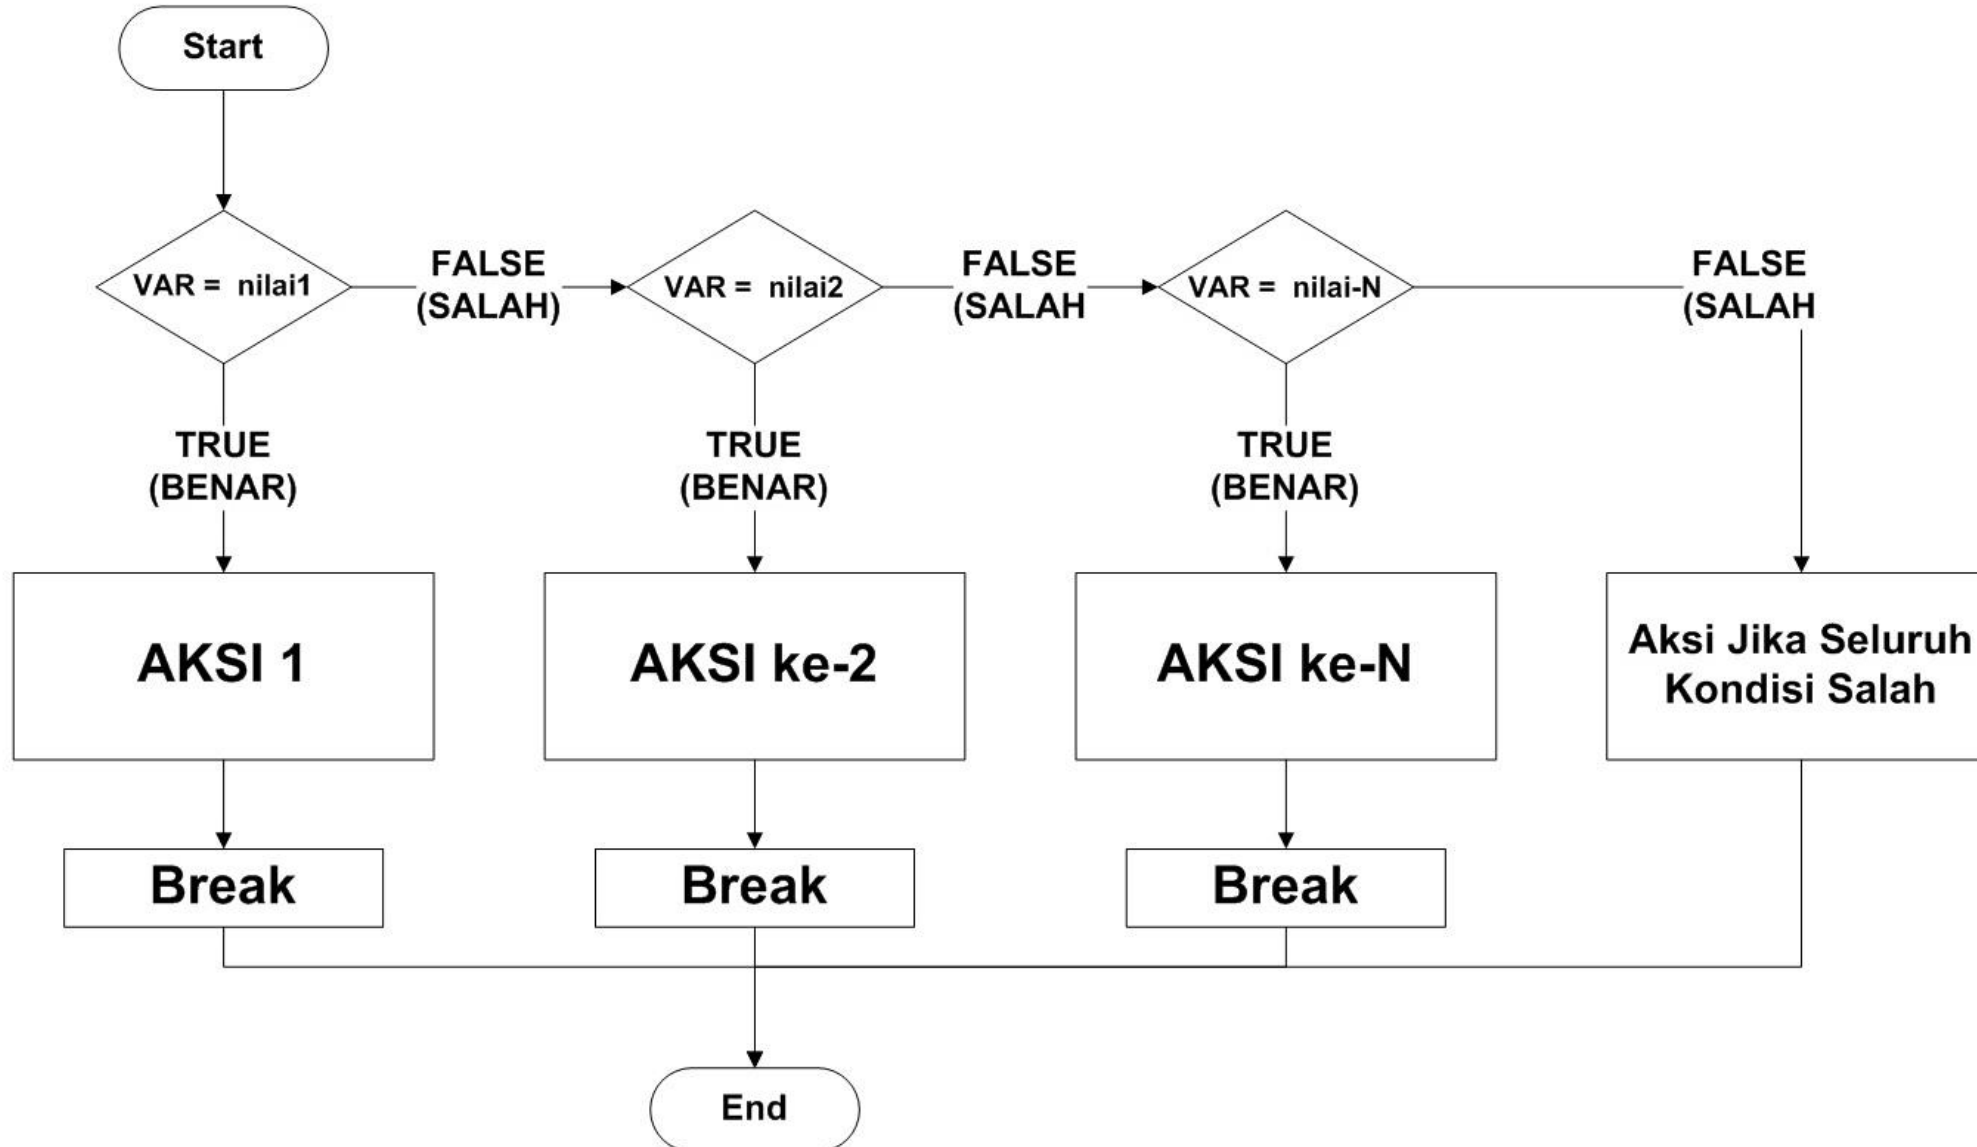 Start
VAR = nilai1
FALSE
(SALAH)
VAR = nilai2
FALSE
(SALAH
VAR = nilai-N
FALSE
(SALAH
TRUE
(BENAR)
TRUE
(BENAR)
TRUE
(BENAR)
AKSI 1
AKSI ke-2
AKSI ke-N
Aksi Jika Seluruh
Kondisi Salah
Break
Break
Break
End